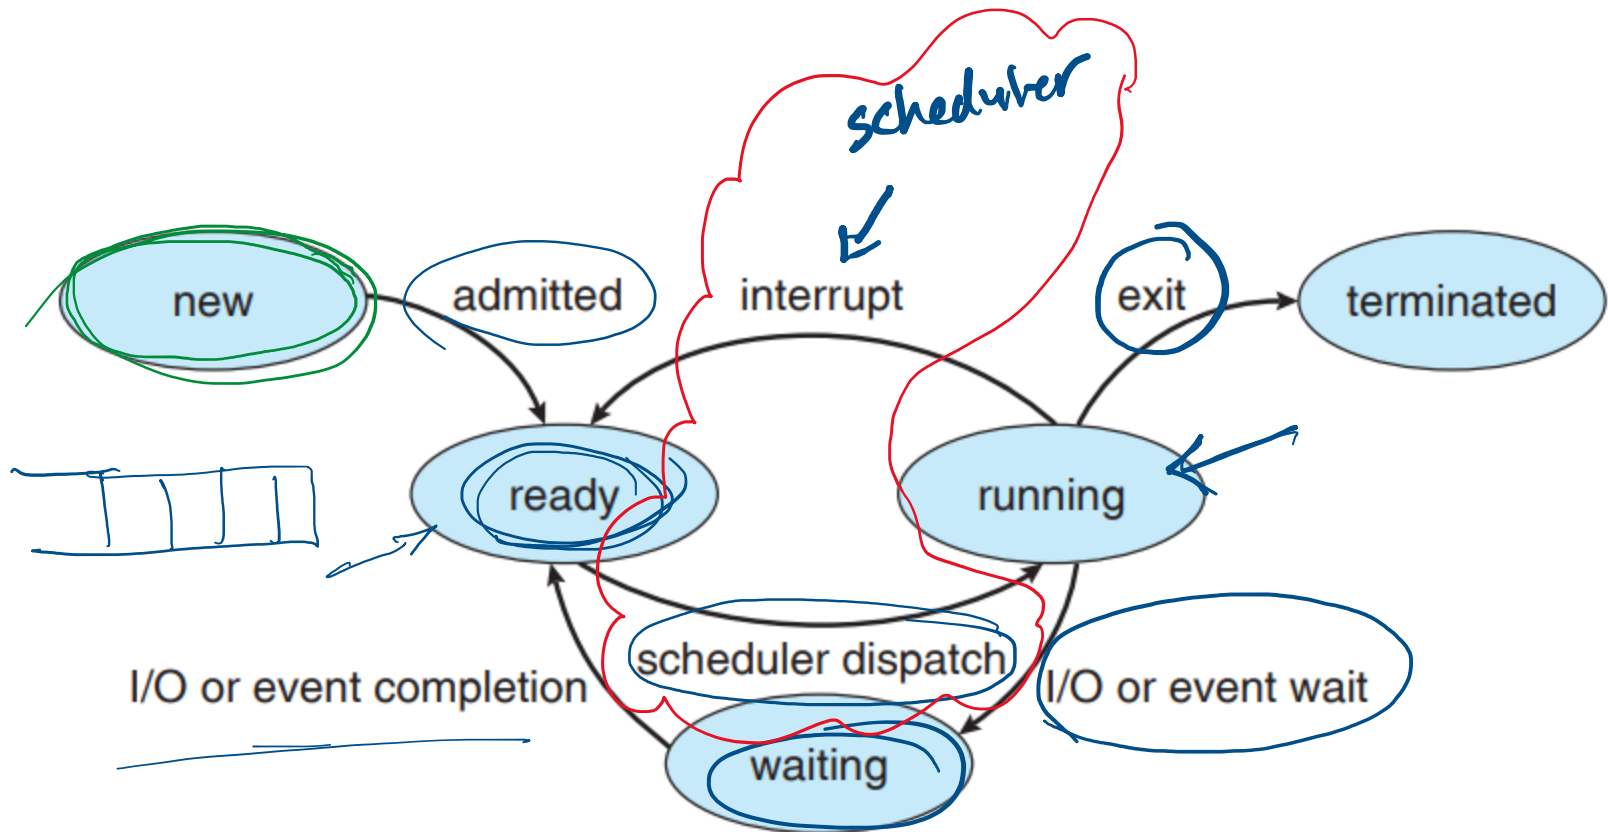 scheduler
new
admitted
interrupt
exit
terminated
ready
running
scheduler dispatch
I/O or event completion
I/O or event wait
waiting